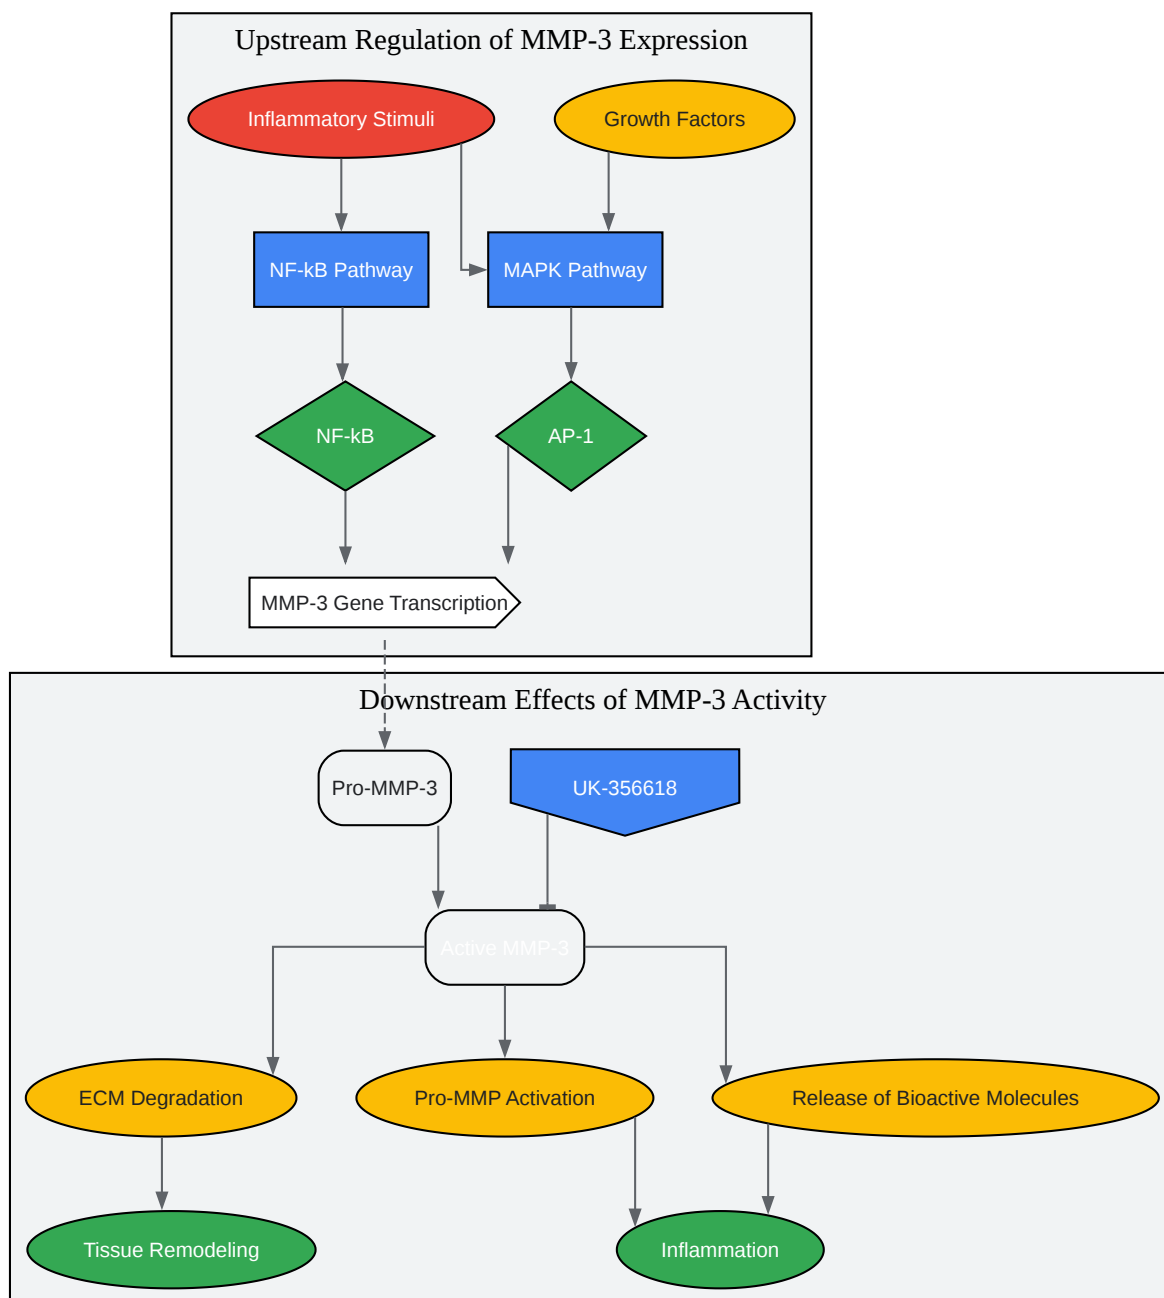 Upstream Regulation of MMP-3 Expression
Inflammatory Stimuli
Growth Factors
NF-kB Pathway
MAPK Pathway
NF-kB
AP-1
MMP-3 Gene Transcription
Downstream Effects of MMP-3 Activity
Pro-MMP-3
UK-356618
Active MMP-3
ECM Degradation
Pro-MMP Activation
Release of Bioactive Molecules
Tissue Remodeling
Inflammation